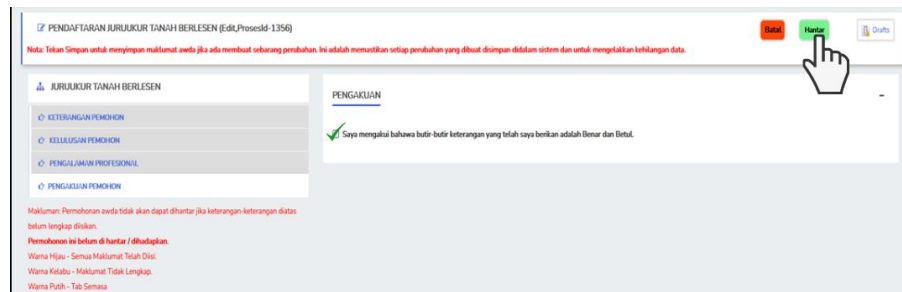 PENDAFTARAN JURUUKUR TANAH BERLESEN (Edit,ProsesId-1356)
Batal
Hantar
Drafts
Nota: Tekan Simpan untuk menyimpan maklumat awda jika ada membuat sebarang perubahan. Ini adalah memastikan setiap perubahan yang dibuat disimpan didalam sistem dan untuk mengelakkan kehilangan data.
JURUUKUR TANAH BERLESEN
KETERANGAN PEMOHON
KELULUSAN PEMOHON
PENGALAMAN PROFESIONAL
PENGAKUAN PEMOHON
Makluman: Permohonan awda tidak akan dapat dihantar jika keterangan-keterangan diatas
belum lengkap diisikan.
Permohonon ini belum di hantar / dihadapkan.
Warna Hijau - Semua Maklumat Telah Diisi.
Warna Kelabu - Maklumat Tidak Lengkap.
Warna Putih - Tab Semasa
PENGAKUAN
Saya mengakui bahawa butir-butir keterangan yang telah saya berikan adalah Benar dan Betul.